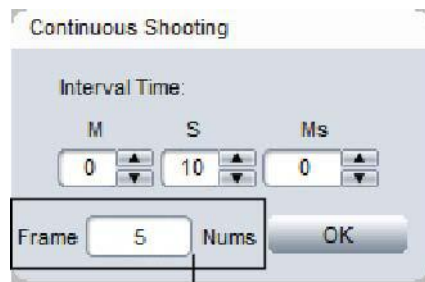 Continuous Shooting
Interval Time:
M S Ms
0 10 0
Frame 5 Nums OK